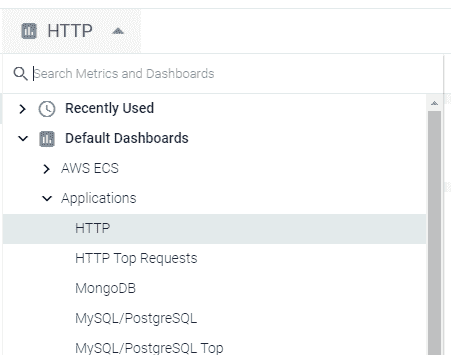 HTTP
Search Metrics and Dashboards
Recently Used
Default Dashboards
AWS ECS
Applications
HTTP
HTTP Top Requests
MongoDB
MySQL/PostgreSQL
MySQL/PostgreSQL Top